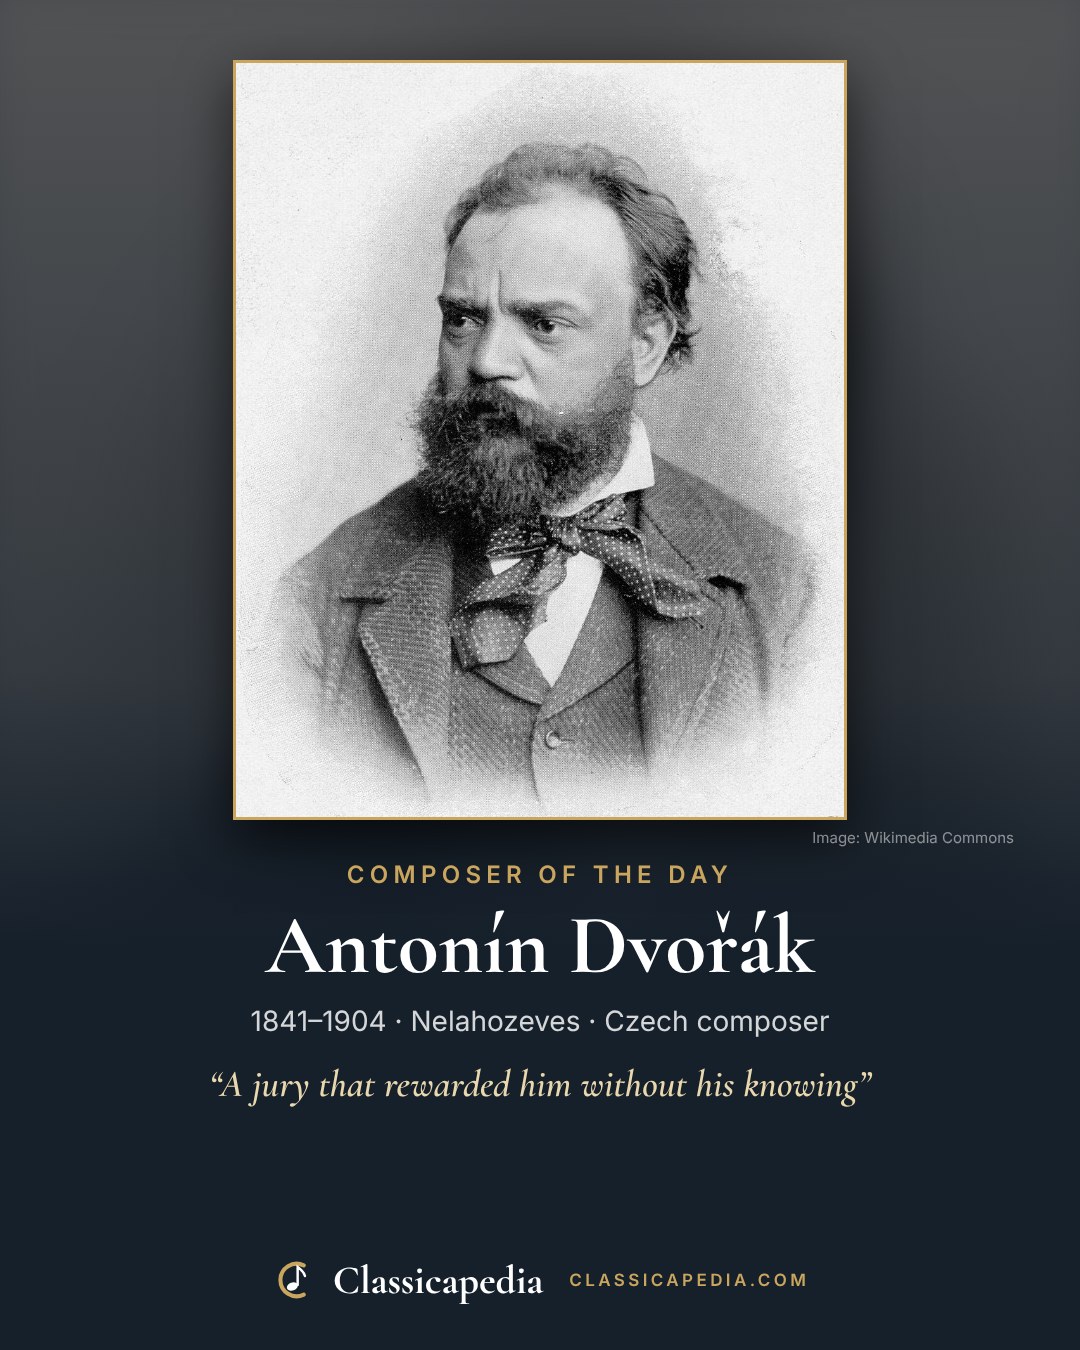 Image: Wikimedia Commons
COMPOSER OF THE DAY
Antonín Dvořák
1841–1904 · Nelahozeves · Czech composer
“A jury that rewarded him without his knowing”
Classicapedia CLASSICAPEDIA.COM